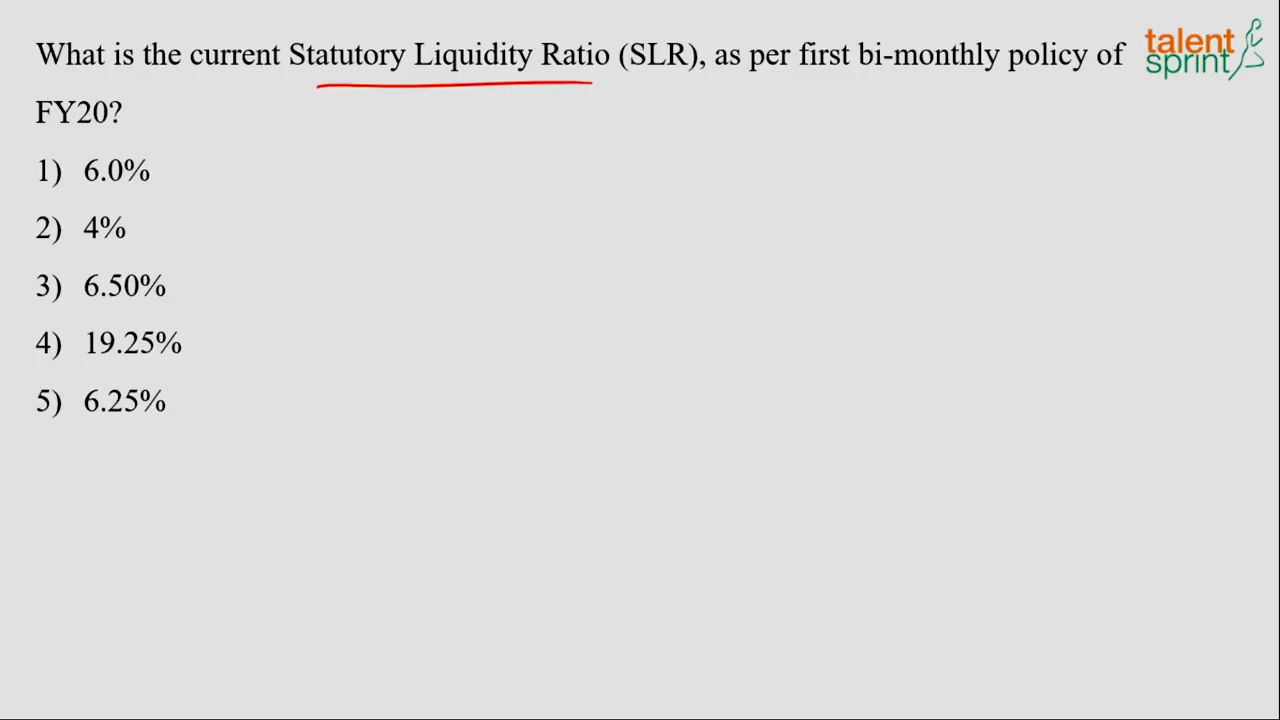 What is the current Statutory Liquidity Ratio (SLR), as per first bi-monthly policy of
FY20?
1) 6.0%
2) 4%
3) 6.50%
4) 19.25%
5) 6.25%
talent
sprint